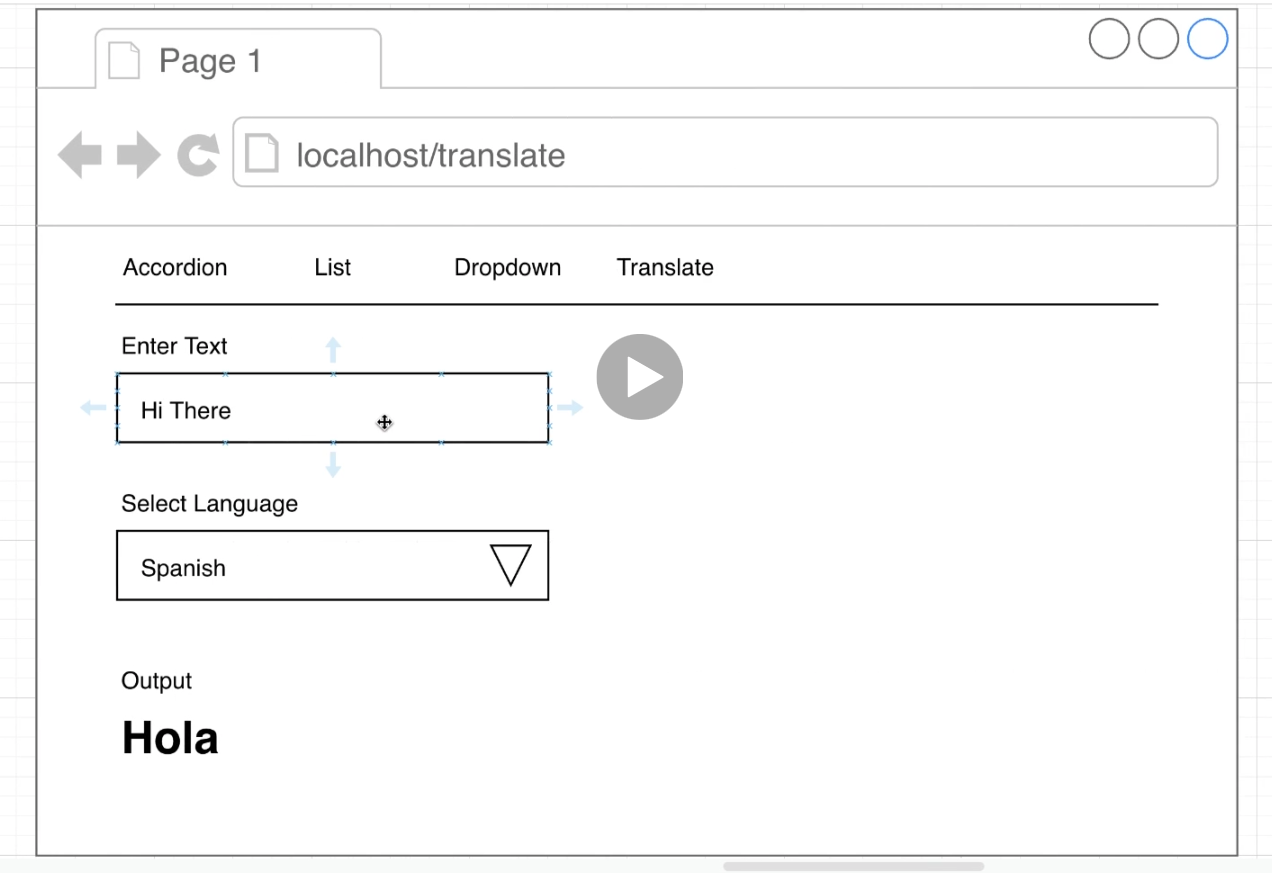 Page 1
localhost/translate
Accordion List Dropdown Translate
Enter Text
Hi There
Select Language
Spanish
Output
Hola